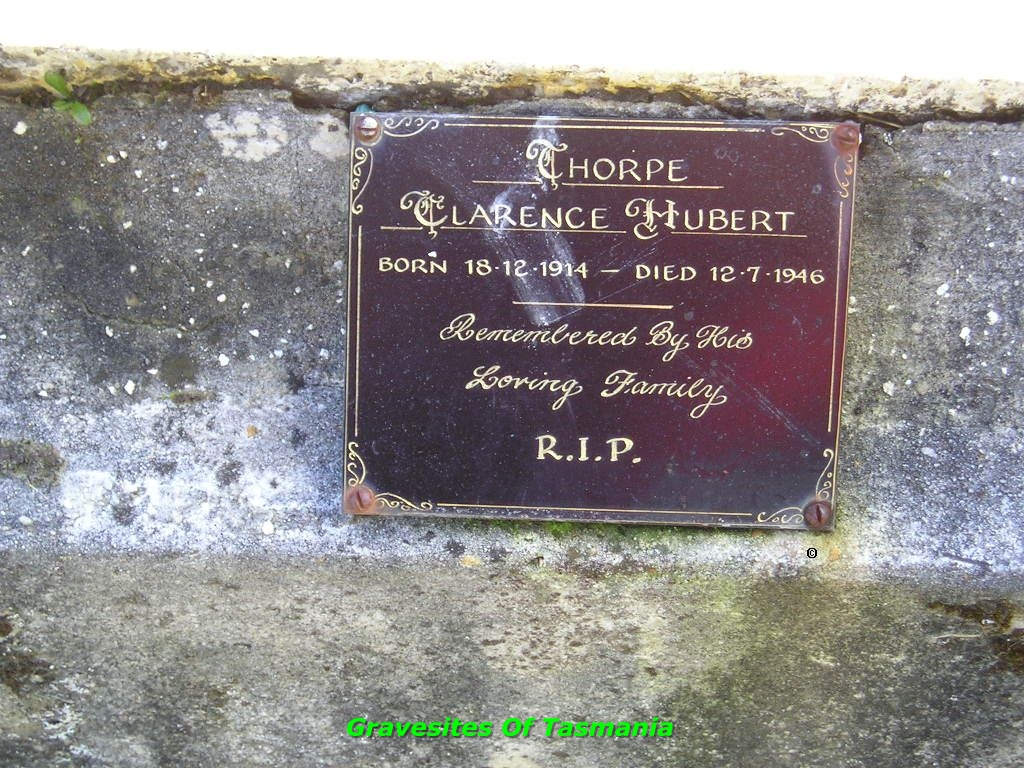 THORPE
CLARENCE HUBERT
BORN 18·12·1914 – DIED 12·7·1946
Remembered By His
Loving Family
R.I.P.
©
Gravesites Of Tasmania